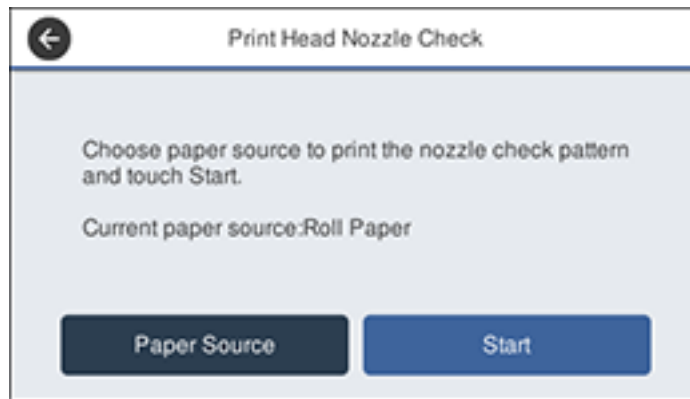 Print Head Nozzle Check
Choose paper source to print the nozzle check pattern
and touch Start.
Current paper source:Roll Paper
Paper Source
Start